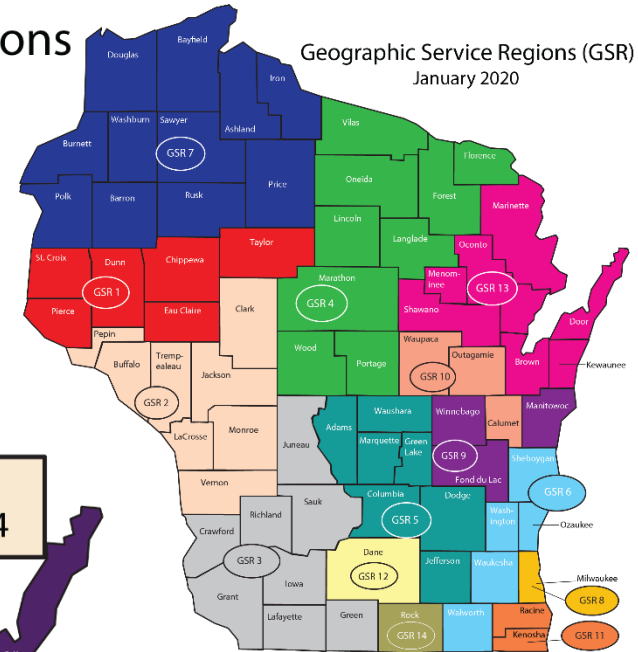 ons
Geographic Service Regions (GSR)
January 2020
Douglas
Bayfield
Iron
Vilas
Washburn
Sawyer
Ashland
Florence
Burnett
GSR 7
Oneida
Forest
Price
Polk
Barron
Rusk
Marinette
Lincoln
Langlade
Oconto
Taylor
St. Croix
Dunn
Chippewa
Menom-
inee
GSR 13
Marathon
GSR 1
GSR 4
Pierce
Eau Claire
Clark
Shawano
Door
Pepin
Waupaca
Wood
Portage
Outagamie
Brown
Kewaunee
Buffalo
Tremp-
ealeau
Jackson
GSR 10
GSR 2
Waushara
Winnebago
Manitowoc
Adams
Calumet
LaCrosse
Monroe
Juneau
Marquette
Green
Lake
GSR 9
Sheboygan
Fond du Lac
Vernon
GSR 6
Columbia
Dodge
Sauk
Richland
Wash-
ington
Ozaukee
Crawford
GSR 5
4
GSR 3
Dane
Jefferson
Waukesha
GSR 12
Milwaukee
Iowa
Grant
GSR 8
Lafayette
Green
Rock
Walworth
Racine
GSR 14
Kenosha
GSR 11